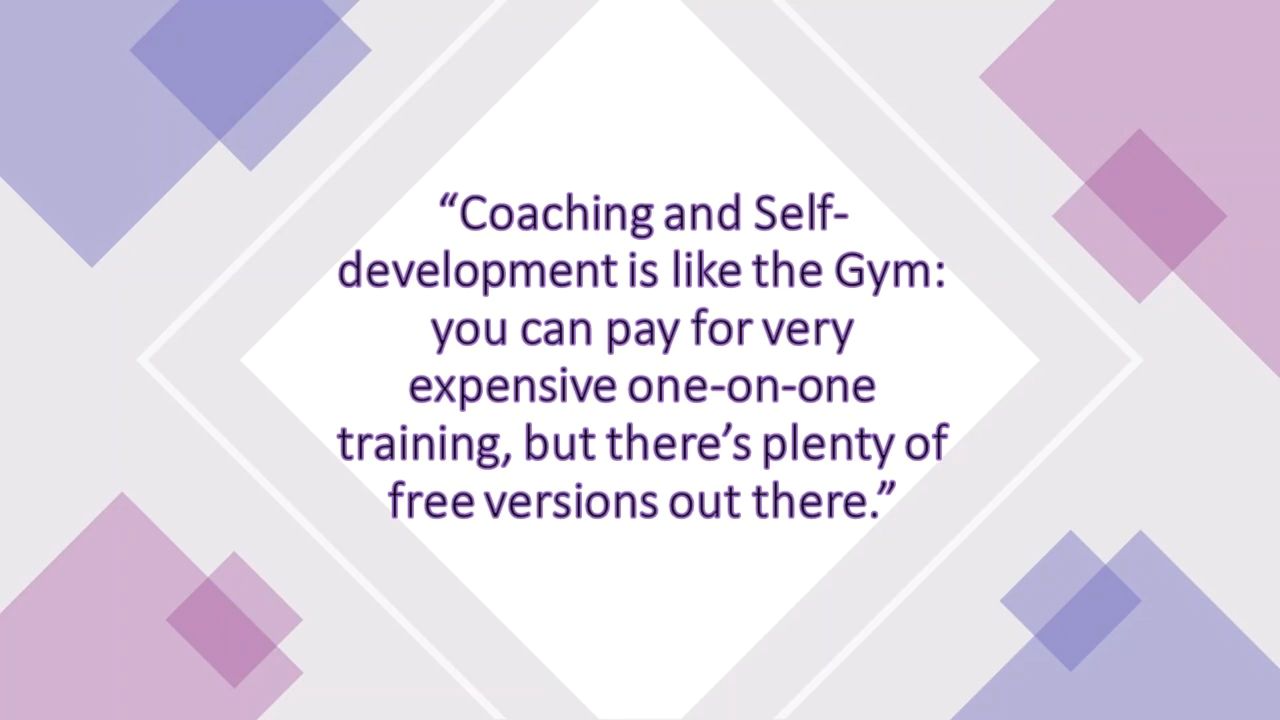 “Coaching and Self-
development is like the Gym:
you can pay for very
expensive one-on-one
training, but there’s plenty of
free versions out there.”